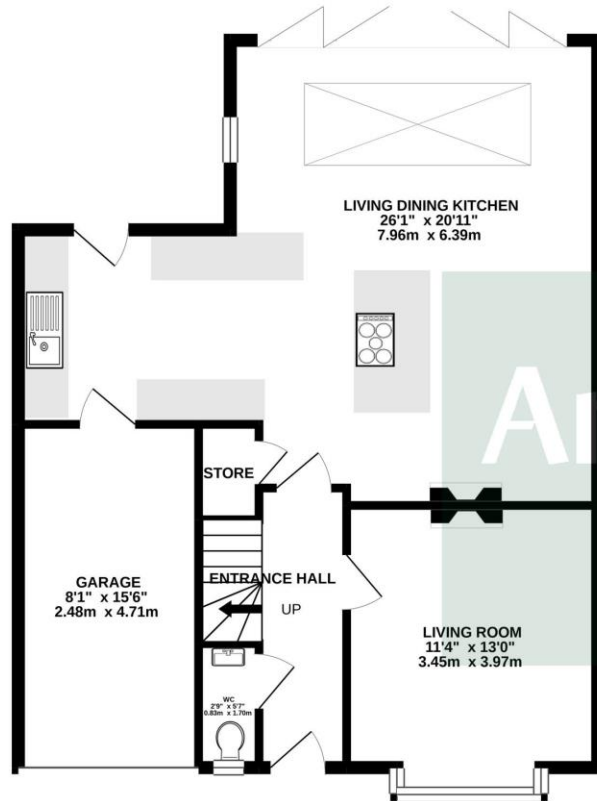 LIVING DINING KITCHEN
26'1" x 20'11"
7.96m x 6.39m
STORE
ENTRANCE HALL
UP
GARAGE
8'1" x 15'6"
2.48m x 4.71m
LIVING ROOM
11'4" x 13'0"
3.45m x 3.97m
WC
2'9" x 5'7"
0.83m x 1.70m